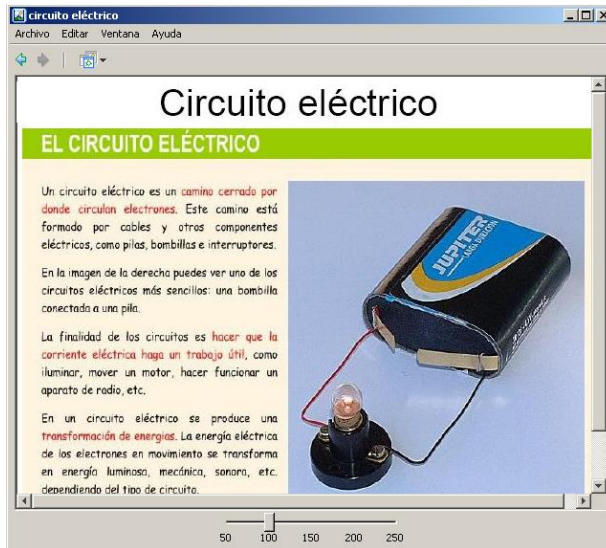 circuito eléctrico
Archivo Editar Ventana Ayuda
Circuito eléctrico
EL CIRCUITO ELÉCTRICO
Un circuito eléctrico es un camino cerrado por
donde circulan electrones. Este camino está
formado por cables y otros componentes
eléctricos, como pilas, bombillas e interruptores.
En la imagen de la derecha puedes ver uno de los
circuitos eléctricos más sencillos: una bombilla
conectada a una pila.
La finalidad de los circuitos es hacer que la
corriente eléctrica haga un trabajo útil, como
iluminar, mover un motor, hacer funcionar un
aparato de radio, etc.
En un circuito eléctrico se produce una
transformación de energías. La energía eléctrica
de los electrones en movimiento se transforma
en energía luminosa, mecánica, sonora, etc.
dependiendo del tipo de circuito.
JUPITER
LARGA DURACION
50 100 150 200 250